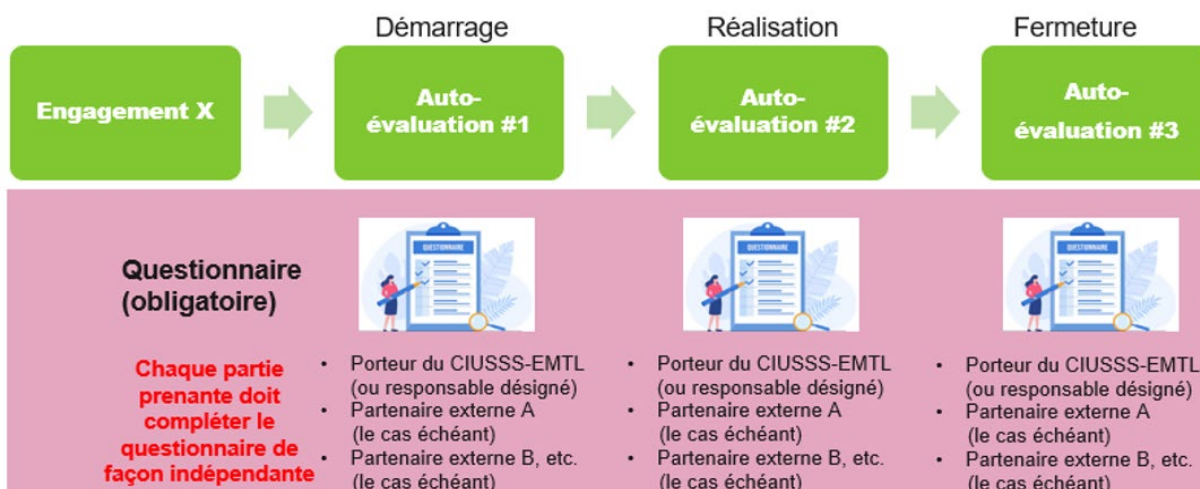 Démarrage
Réalisation
Fermeture
Engagement X
Auto-
évaluation #1
Auto-
évaluation #2
Auto-
évaluation #3
Questionnaire
(obligatoire)
QUESTIONNAIRE
QUESTIONNAIRE
QUESTIONNAIRE
Chaque partie
prenante doit
compléter le
questionnaire de
façon indépendante
• Porteur du CIUSSS-EMTL
(ou responsable désigné)
• Partenaire externe A
(le cas échéant)
• Partenaire externe B, etc.
(le cas échéant)
• Porteur du CIUSSS-EMTL
(ou responsable désigné)
• Partenaire externe A
(le cas échéant)
• Partenaire externe B, etc.
(le cas échéant)
• Porteur du CIUSSS-EMTL
(ou responsable désigné)
• Partenaire externe A
(le cas échéant)
• Partenaire externe B, etc.
(le cas échéant)